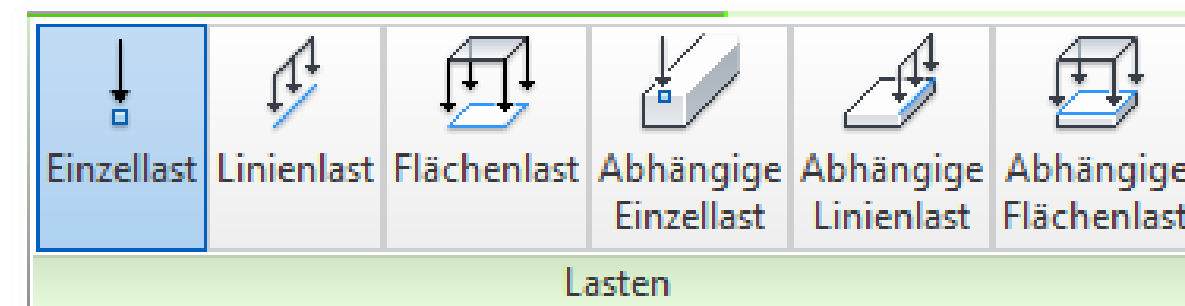 Einzellast
Linienlast
Flächenlast
Abhängige
Einzellast
Abhängige
Linienlast
Abhängige
Flächenlast
Lasten